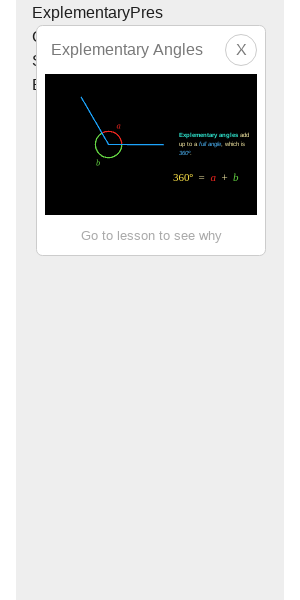 ExplementaryPres
Explementary Angles
X
a
b
Explementary angles add
up to a full angle, which is
360°.
360° = a + b
Go to lesson to see why